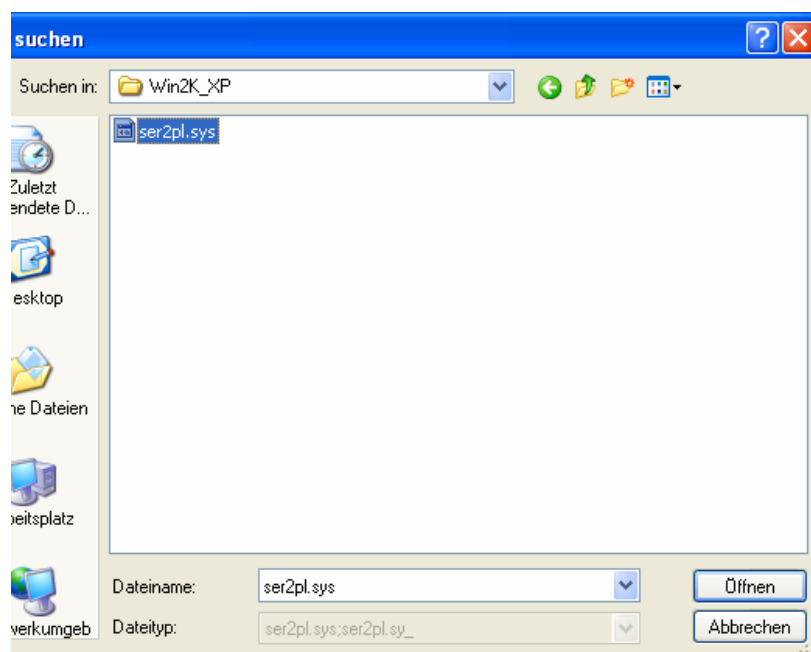 suchen
Suchen in:
Win2K_XP
ser2pl.sys
Zuletzt
endete D...
esktop
ne Dateien
beitsplatz
werkumgeb
Dateiname:
ser2pl.sys
Öffnen
Dateityp:
ser2pl.sys;ser2pl.sy_
Abbrechen